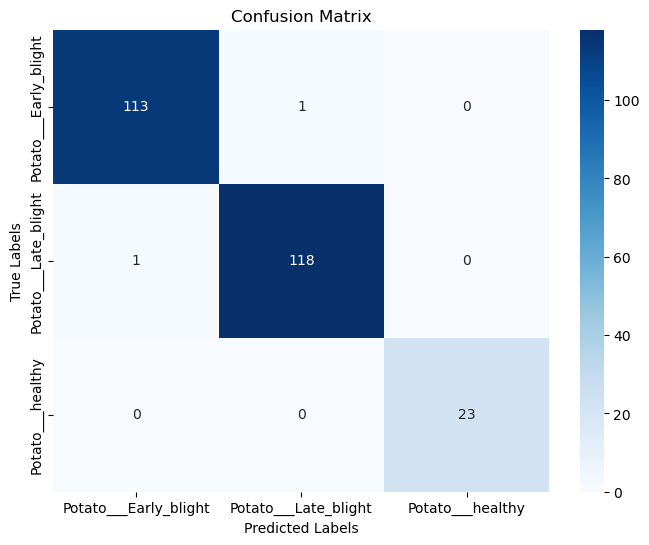 Confusion Matrix
True Labels
Potato___Early_blight
Potato___Late_blight
Potato___healthy
113 1 0
1 118 0
0 0 23
Potato___Early_blight Potato___Late_blight Potato___healthy
Predicted Labels
100
80
60
40
20
0